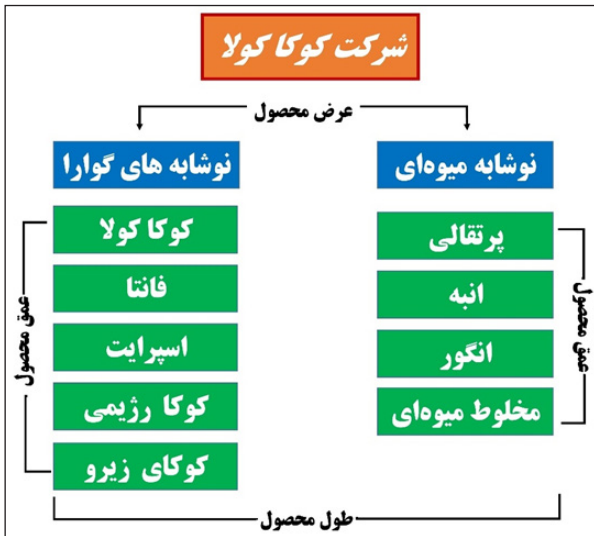 شرکت کوکا کولا
عرض محصول
نوشابه میوه‌ای
نوشابه های گوارا
پرتقالی
انبه
انگور
مخلوط میوه‌ای
عمق محصول
کوکا کولا
فانتا
اسپرایت
کوکا رژیمی
کوکای زیرو
عمق محصول
طول محصول